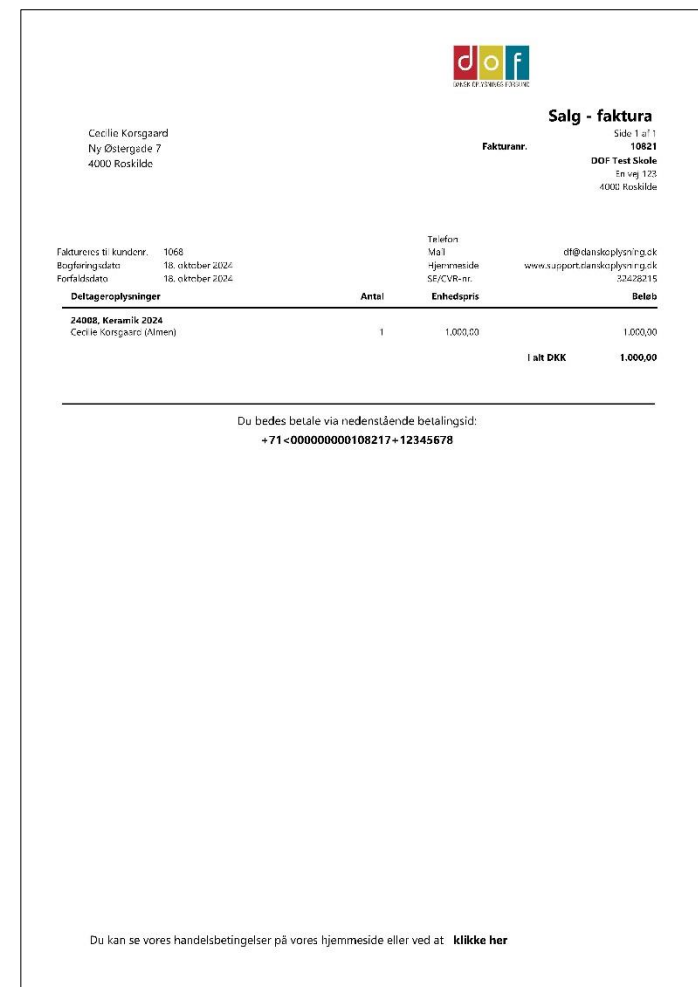 dof
DANSK OPLYSNINGS FORBUND
Salg - faktura
Cecilie Korsgaard
Ny Østergade 7
4000 Roskilde
Side 1 af 1
Fakturanr. 10821
DOF Test Skole
En vej 123
4000 Roskilde
Telefon
Faktureres til kundenr. 1068 Mail df@danskoplysning.dk
Bogføringsdato 18. oktober 2024 Hjemmeside www.support.danskoplysning.dk
Forfaldsdato 18. oktober 2024 SE/CVR-nr. 32428215
Deltageroplysninger Antal Enhedspris Beløb
24008, Keramik 2024
Cecilie Korsgaard (Almen) 1 1.000,00 1.000,00
I alt DKK 1.000,00
Du bedes betale via nedenstående betalingsid:
+71<000000000108217+12345678
Du kan se vores handelsbetingelser på vores hjemmeside eller ved at klikke her